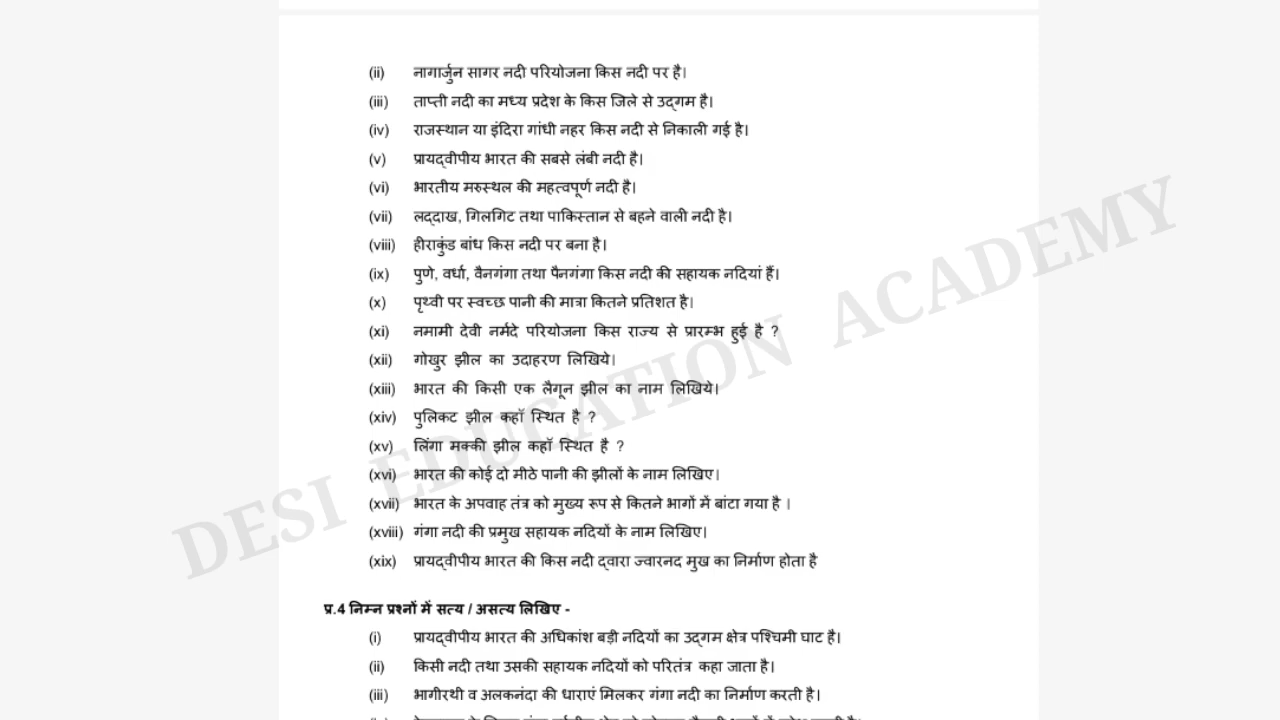 (ii) नागार्जुन सागर नदी परियोजना किस नदी पर है।
(iii) ताप्ती नदी का मध्य प्रदेश के किस जिले से उद्गम है।
(iv) राजस्थान या इंदिरा गांधी नहर किस नदी से निकाली गई है।
(v) प्रायद्वीपीय भारत की सबसे लंबी नदी है।
(vi) भारतीय मरुस्थल की महत्वपूर्ण नदी है।
(vii) लद्दाख, गिलगिट तथा पाकिस्तान से बहने वाली नदी है।
(viii) हीराकुंड बांध किस नदी पर बना है।
(ix) पुणे, वर्धा, वैनगंगा तथा पैनगंगा किस नदी की सहायक नदियां हैं।
(x) पृथ्वी पर स्वच्छ पानी की मात्रा कितने प्रतिशत है।
(xi) नमामी देवी नर्मदे परियोजना किस राज्य से प्रारम्भ हुई है ?
(xii) गोखुर झील का उदाहरण लिखिये।
(xiii) भारत की किसी एक लैगून झील का नाम लिखिये।
(xiv) पुलिकट झील कहाँ स्थित है ?
(xv) लिंगा मक्की झील कहाँ स्थित है ?
(xvi) भारत की कोई दो मीठे पानी की झीलों के नाम लिखिए।
(xvii) भारत के अपवाह तंत्र को मुख्य रूप से कितने भागों में बांटा गया है ।
(xviii) गंगा नदी की प्रमुख सहायक नदियों के नाम लिखिए।
(xix) प्रायद्वीपीय भारत की किस नदी द्वारा ज्वारनद मुख का निर्माण होता है
प्र.4 निम्न प्रश्नों में सत्य / असत्य लिखिए -
(i) प्रायद्वीपीय भारत की अधिकांश बड़ी नदियों का उद्गम क्षेत्र पश्चिमी घाट है।
(ii) किसी नदी तथा उसकी सहायक नदियों को परितंत्र कहा जाता है।
(iii) भागीरथी व अलकनंदा की धाराएं मिलकर गंगा नदी का निर्माण करती है।
DESI EDUCATION ACADEMY